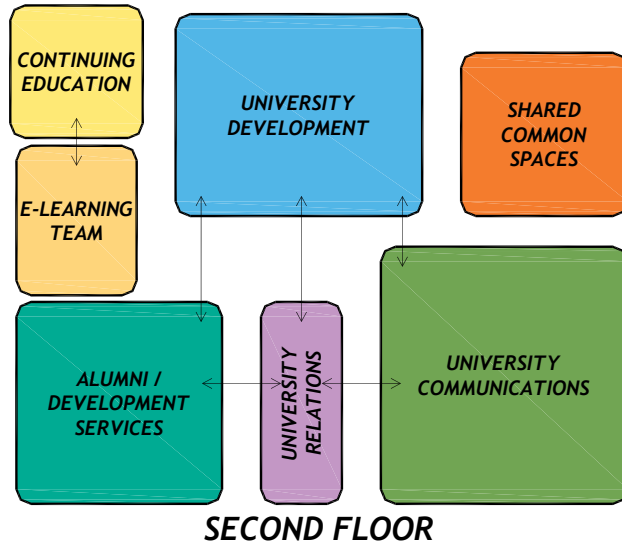 CONTINUING
EDUCATION
UNIVERSITY
DEVELOPMENT
SHARED
COMMON
SPACES
E-LEARNING
TEAM
ALUMNI /
DEVELOPMENT
SERVICES
UNIVERSITY
RELATIONS
UNIVERSITY
COMMUNICATIONS
SECOND FLOOR